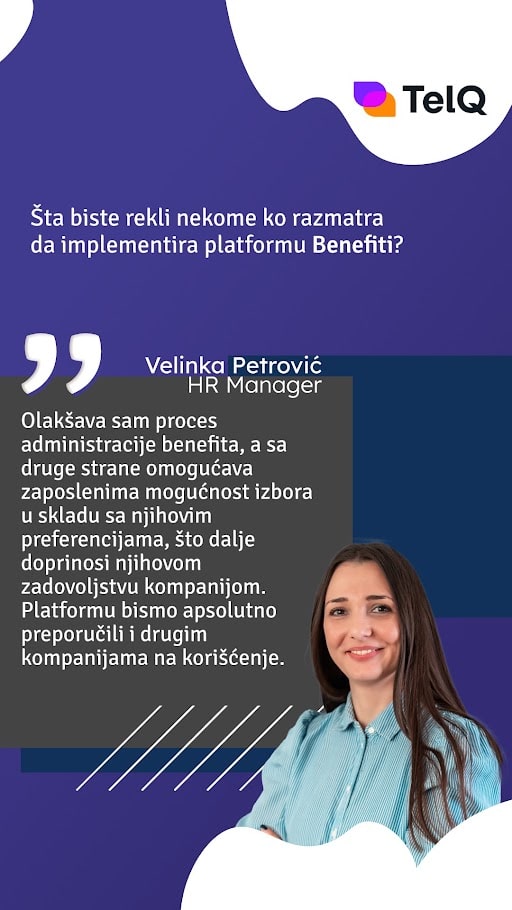 TelQ
Šta biste rekli nekome ko razmatra
da implementira platformu Benefiti?
Velinka Petrović
HR Manager
Olakšava sam proces
administracije benefita, a sa
druge strane omogućava
zaposlenima mogućnost izbora
u skladu sa njihovim
preferencijama, što dalje
doprinosi njihovom
zadovoljstvu kompanijom.
Platformu bismo apsolutno
preporučili i drugim
kompanijama na korišćenje.